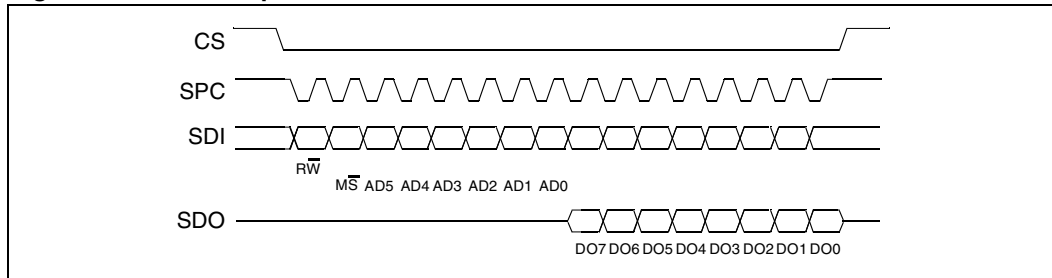 CS
SPC
SDI
RW̅
MS̅ AD5 AD4 AD3 AD2 AD1 AD0
SDO
DO7 DO6 DO5 DO4 DO3 DO2 DO1 DO0